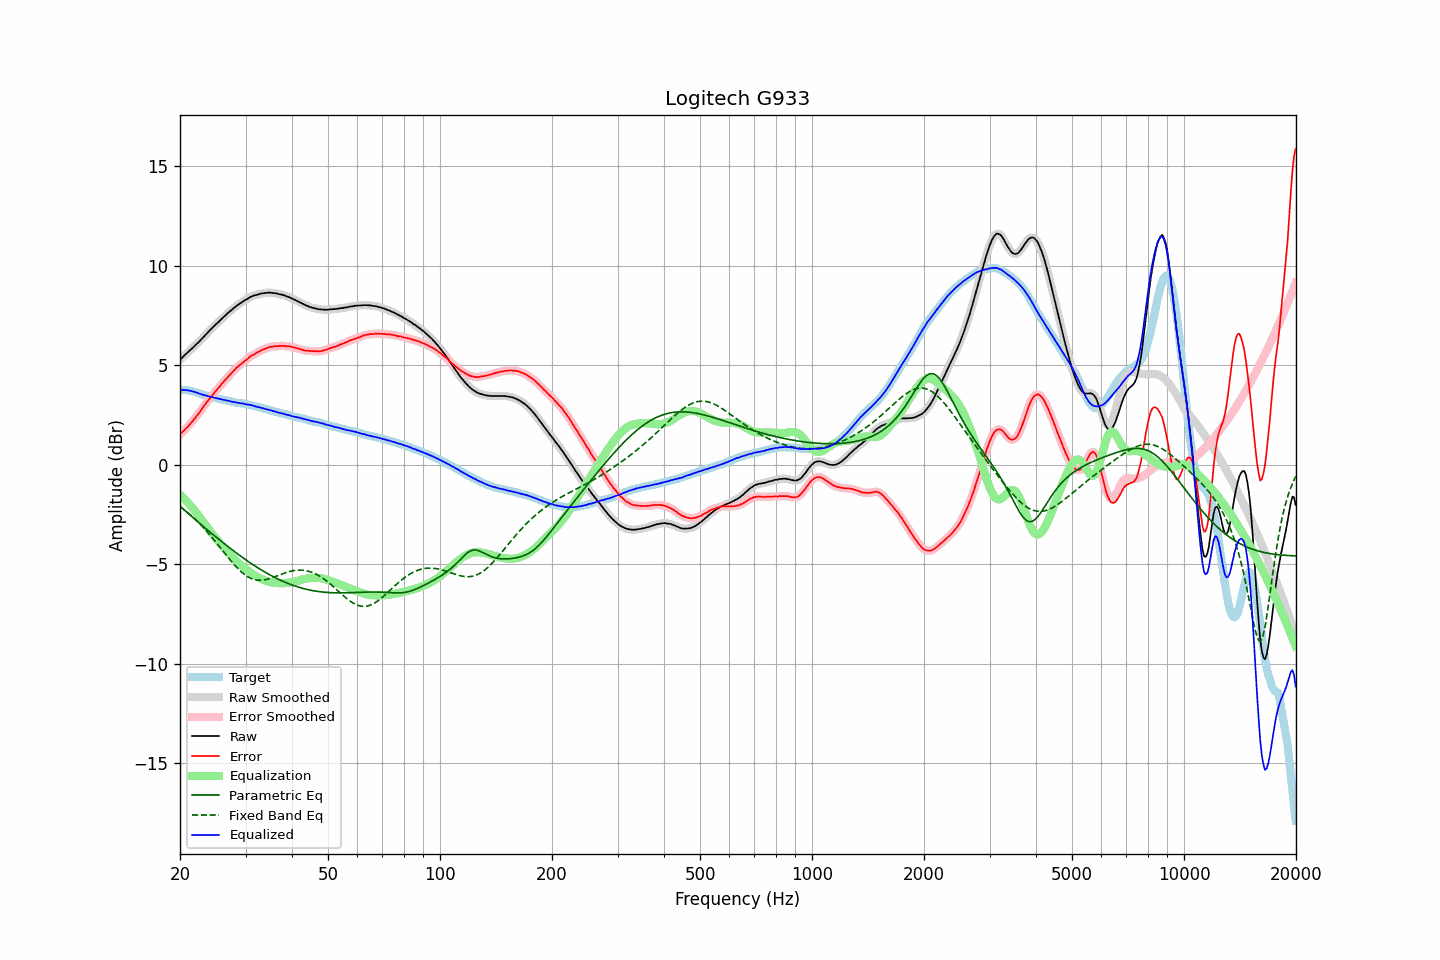 Logitech G933
Amplitude (dBr)
15
10
5
0
−5
−10
−15
Target
Raw Smoothed
Error Smoothed
Raw
Error
Equalization
Parametric Eq
Fixed Band Eq
Equalized
20
50
100
200
500
1000
2000
5000
10000
20000
Frequency (Hz)